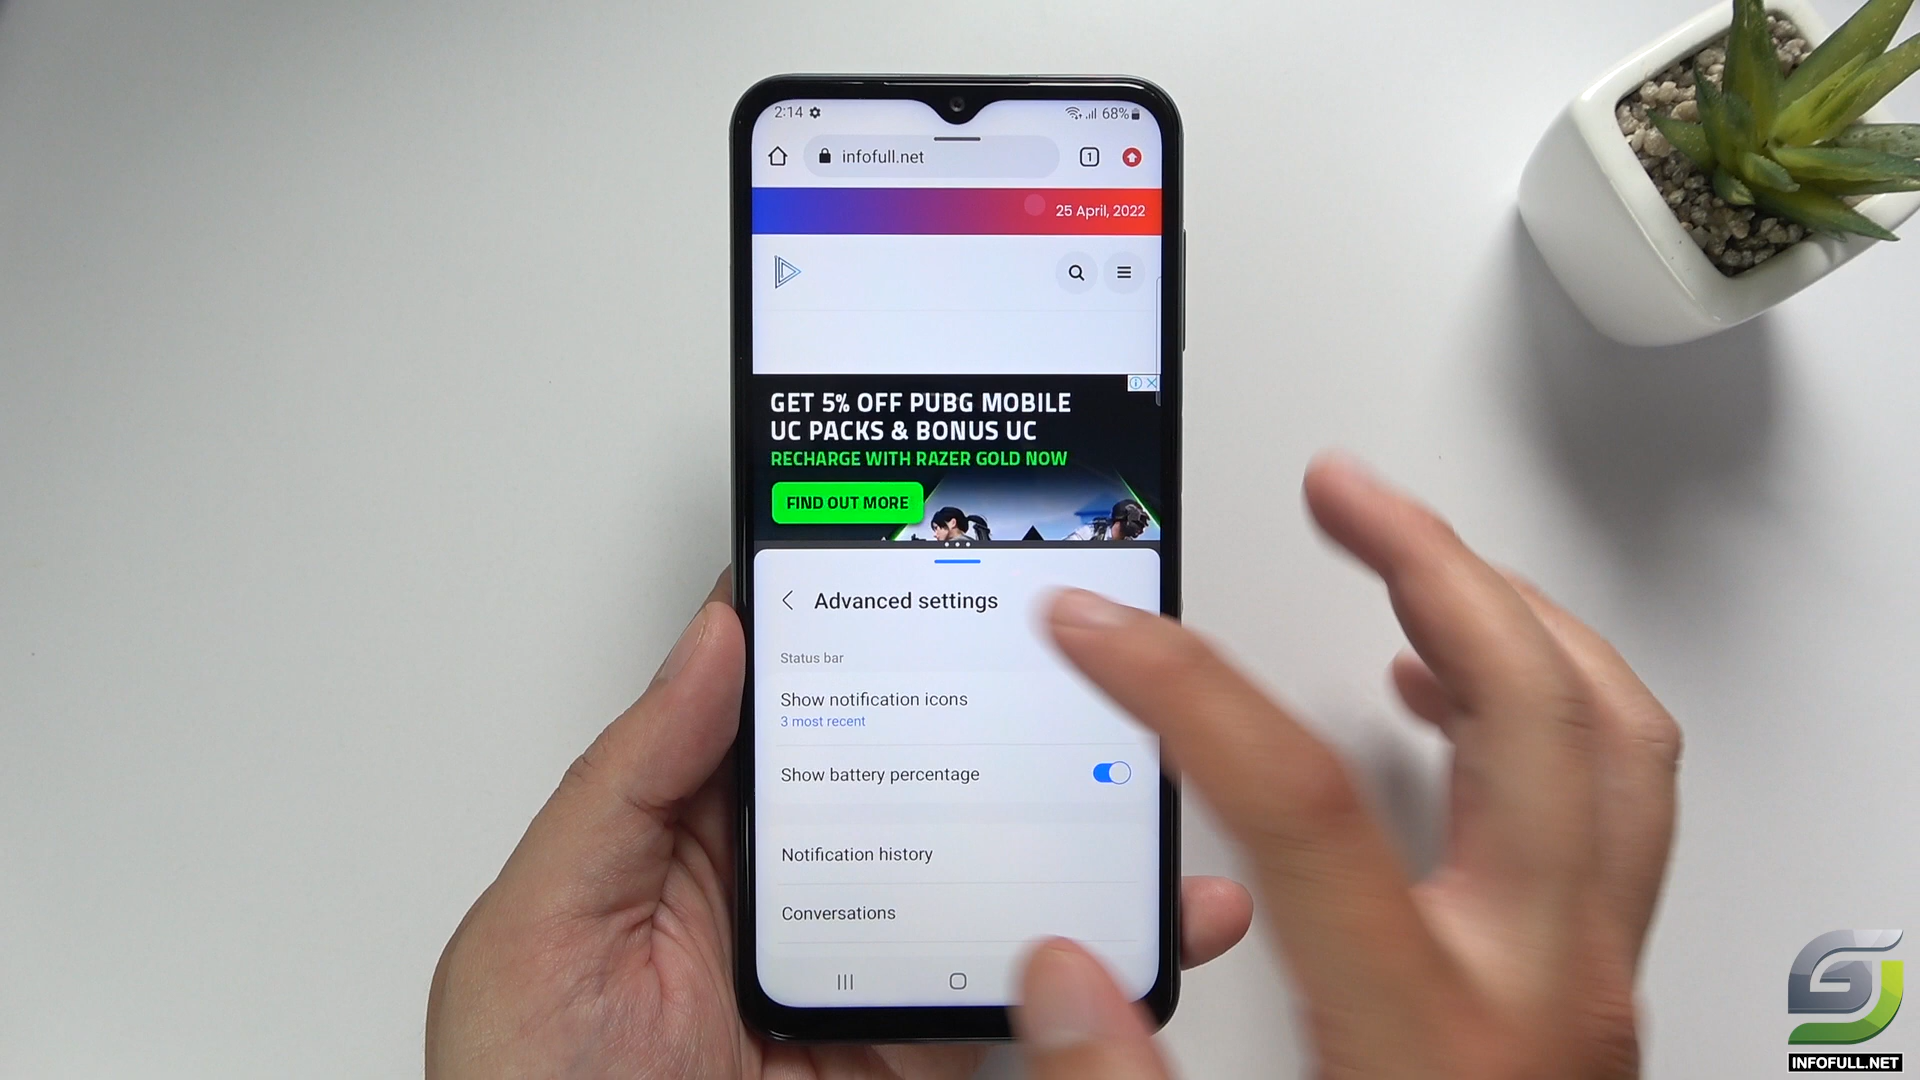 2:14
68%
infofull.net
1
25 April, 2022
GET 5% OFF PUBG MOBILE
UC PACKS & BONUS UC
RECHARGE WITH RAZER GOLD NOW
FIND OUT MORE
Advanced settings
Status bar
Show notification icons
3 most recent
Show battery percentage
Notification history
Conversations
INFOFULL.NET